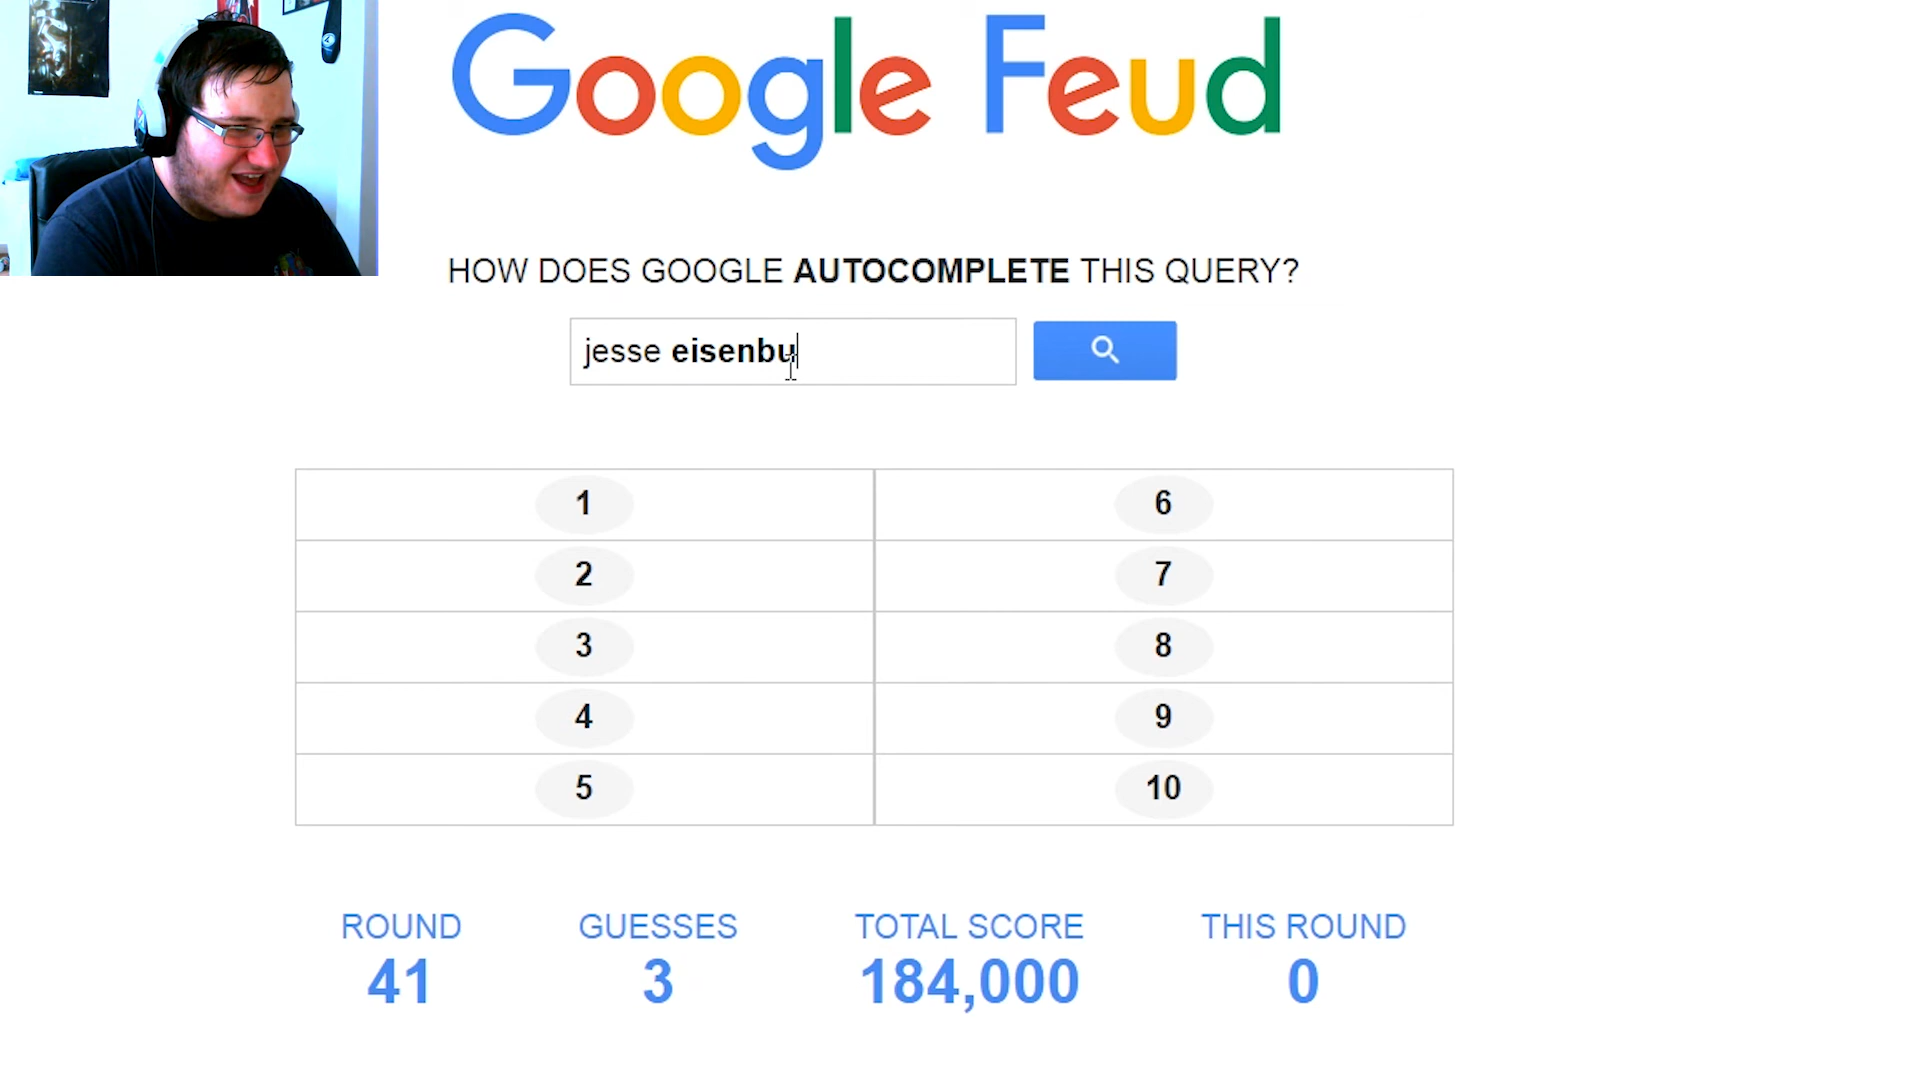 Google Feud
HOW DOES GOOGLE AUTOCOMPLETE THIS QUERY?
jesse eisenbu
1 6
2 7
3 8
4 9
5 10
ROUND GUESSES TOTAL SCORE THIS ROUND
41 3 184,000 0